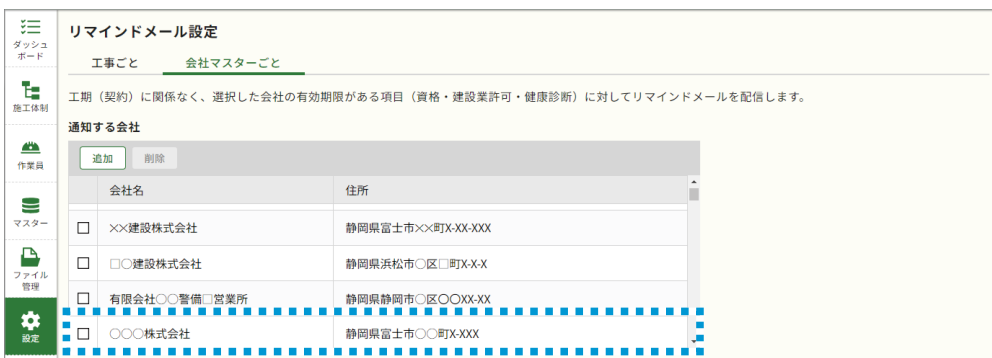 リマインドメール設定
工事ごと 会社マスターごと
工期（契約）に関係なく、選択した会社の有効期限がある項目（資格・建設業許可・健康診断）に対してリマインドメールを配信します。
通知する会社
追加 削除
会社名 住所
××建設株式会社 静岡県富士市××町X-XX-XXX
□○建設株式会社 静岡県浜松市○区□町X-X-X
有限会社○○警備□営業所 静岡県静岡市○区〇〇XX-XX
○○○株式会社 静岡県富士市○○町X-XXX
ダッシュ
ボード
施工体制
作業員
マスター
ファイル
管理
設定